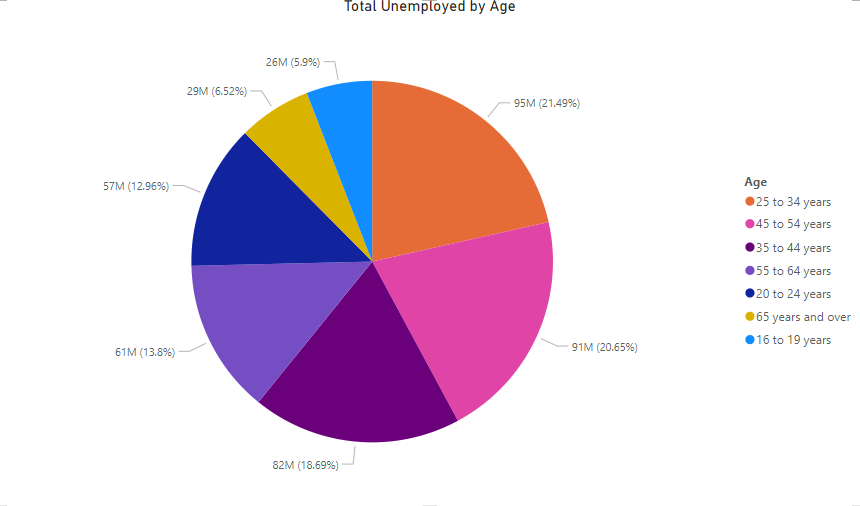 Total Unemployed by Age
26M (5.9%)
29M (6.52%)
95M (21.49%)
57M (12.96%)
61M (13.8%)
91M (20.65%)
82M (18.69%)
Age
25 to 34 years
45 to 54 years
35 to 44 years
55 to 64 years
20 to 24 years
65 years and over
16 to 19 years